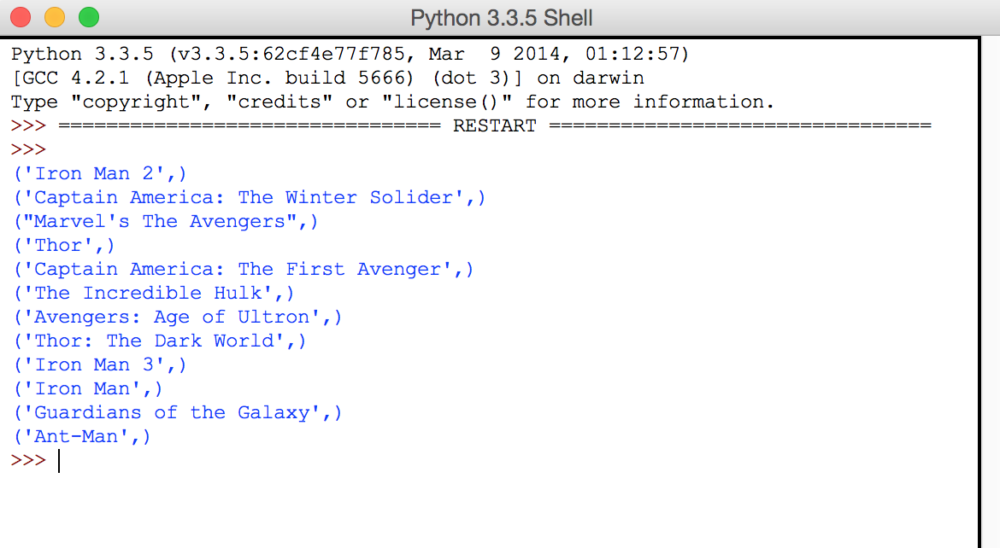 Python 3.3.5 Shell
Python 3.3.5 (v3.3.5:62cf4e77f785, Mar  9 2014, 01:12:57)
[GCC 4.2.1 (Apple Inc. build 5666) (dot 3)] on darwin
Type "copyright", "credits" or "license()" for more information.
>>> ================================ RESTART ================================
>>>
('Iron Man 2',)
('Captain America: The Winter Solider',)
("Marvel's The Avengers",)
('Thor',)
('Captain America: The First Avenger',)
('The Incredible Hulk',)
('Avengers: Age of Ultron',)
('Thor: The Dark World',)
('Iron Man 3',)
('Iron Man',)
('Guardians of the Galaxy',)
('Ant-Man',)
>>>